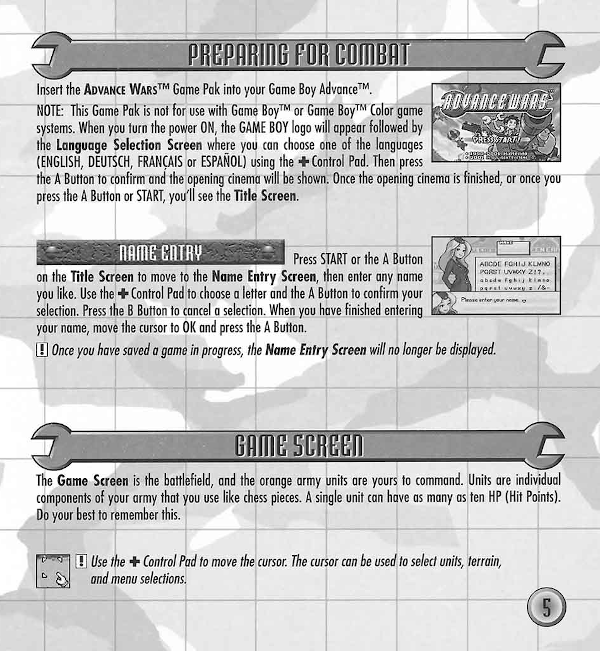 PREPARING FOR COMBAT
Insert the ADVANCE WARS™ Game Pak into your Game Boy Advance™.
NOTE: This Game Pak is not for use with Game Boy™ or Game Boy™ Color game
systems. When you turn the power ON, the GAME BOY logo will appear followed by
the Language Selection Screen where you can choose one of the languages
(ENGLISH, DEUTSCH, FRANÇAIS or ESPAÑOL) using the ✚ Control Pad. Then press
the A Button to confirm and the opening cinema will be shown. Once the opening cinema is finished, or once you
press the A Button or START, you'll see the Title Screen.
ADVANCE WARS
PRESS START!
NAME ENTRY
Press START or the A Button
on the Title Screen to move to the Name Entry Screen, then enter any name
you like. Use the ✚ Control Pad to choose a letter and the A Button to confirm your
selection. Press the B Button to cancel a selection. When you have finished entering
your name, move the cursor to OK and press the A Button.
ABCDE FGHIJ KLMNO
PQRST UVWXY Z!?,.
abcde fghij klmno
pqrst uvwxy z:/&-
Please enter your name.
! Once you have saved a game in progress, the Name Entry Screen will no longer be displayed.
GAME SCREEN
The Game Screen is the battlefield, and the orange army units are yours to command. Units are individual
components of your army that you use like chess pieces. A single unit can have as many as ten HP (Hit Points).
Do your best to remember this.
! Use the ✚ Control Pad to move the cursor. The cursor can be used to select units, terrain,
and menu selections.
5